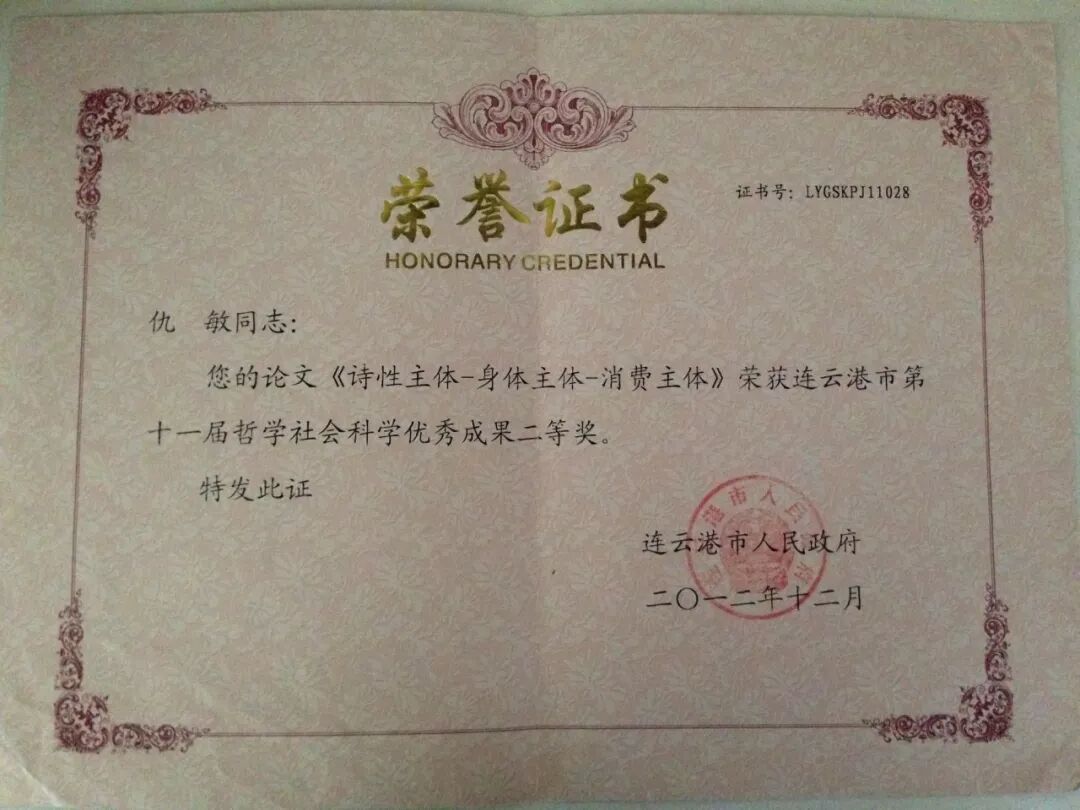 荣誉证书
HONORARY CREDENTIAL
证书号：LYGSKPJ11028
仇　敏同志：
您的论文《诗性主体-身体主体-消费主体》荣获连云港市第
十一届哲学社会科学优秀成果二等奖。
特发此证
连云港市人民政府
二〇一二年十二月